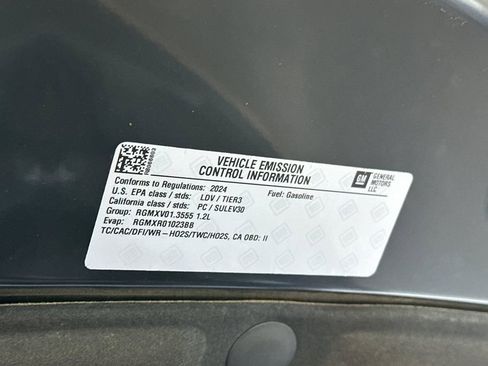 VEHICLE EMISSION
CONTROL INFORMATION
GM GENERAL MOTORS LLC
Conforms to Regulations: 2024 Fuel: Gasoline
U.S. EPA class / stds: LDV / TIER3
California class / stds: PC / SULEV30
Group: RGMXV01.3555 1.2L
Evap: RGMXR01023BB
TC/CAC/DFI/WR-HO2S/TWC/HO2S, CA OBD: II